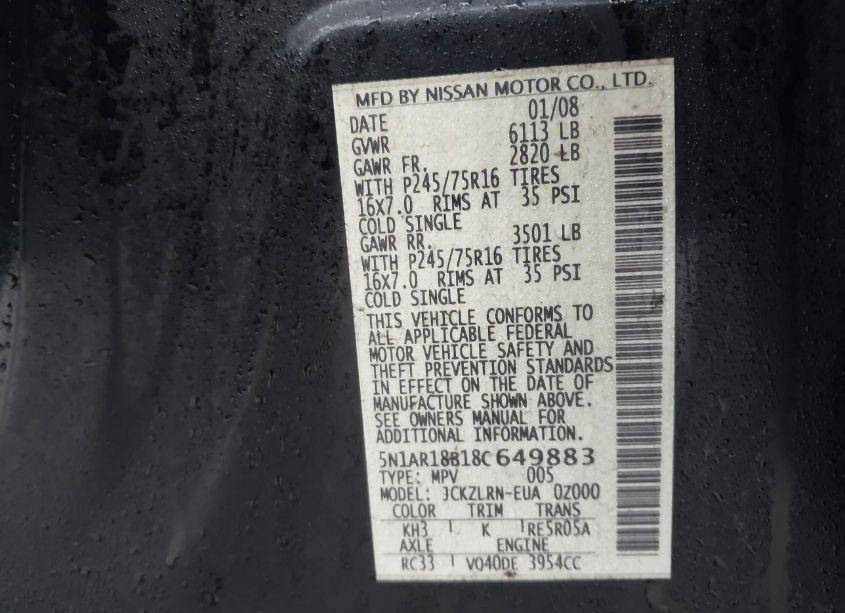 MFD BY NISSAN MOTOR CO., LTD.
DATE 01/08
GVWR 6113 LB
GAWR FR. 2820 LB
WITH P245/75R16 TIRES
16X7.0 RIMS AT 35 PSI
COLD SINGLE
GAWR RR. 3501 LB
WITH P245/75R16 TIRES
16X7.0 RIMS AT 35 PSI
COLD SINGLE
THIS VEHICLE CONFORMS TO
ALL APPLICABLE FEDERAL
MOTOR VEHICLE SAFETY AND
THEFT PREVENTION STANDARDS
IN EFFECT ON THE DATE OF
MANUFACTURE SHOWN ABOVE.
SEE OWNERS MANUAL FOR
ADDITIONAL INFORMATION.
5N1AR18B18C649883
TYPE: MPV 005
MODEL: JCKZLRN-EUA 0Z000
COLOR TRIM TRANS
KH3 K RE5R05A
AXLE ENGINE
RC33 VQ40DE 3954CC